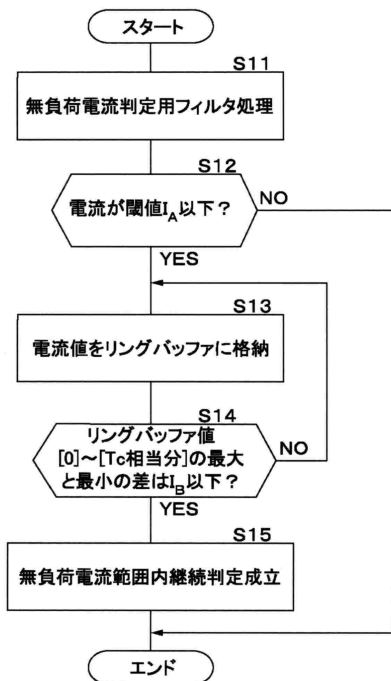 スタート
S11
無負荷電流判定用フィルタ処理
S12
電流が閾値IA以下？
NO
YES
S13
電流値をリングバッファに格納
S14
リングバッファ値
[0]～[Tc相当分]の最大
と最小の差はIB以下？
NO
YES
S15
無負荷電流範囲内継続判定成立
エンド